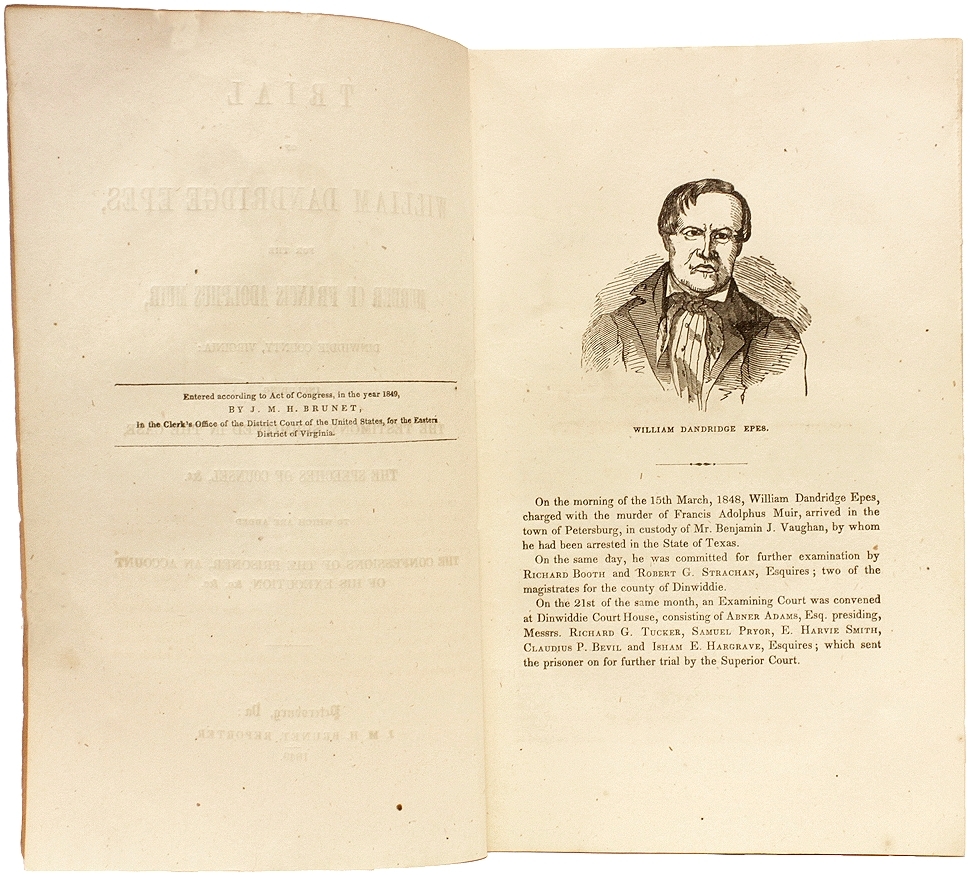 TRIAL
OF
WILLIAM DANDRIDGE EPES,
FOR THE
MURDER OF FRANCIS ADOLPHUS MUIR,
DINWIDDIE COUNTY, VIRGINIA:
Entered according to Act of Congress, in the year 1849,
BY J. M. H. BRUNET,
in the Clerk's Office of the District Court of the United States, for the Eastern
District of Virginia.
THE SPEECHES OF COUNSEL, &c.
TO WHICH ARE ADDED
THE CONFESSIONS OF THE PRISONER, AN ACCOUNT
OF HIS EXECUTION, &c. &c.
Petersburg, Va:
J. M. H. BRUNET, REPORTER
1849
WILLIAM DANDRIDGE EPES.
On the morning of the 15th March, 1848, William Dandridge Epes,
charged with the murder of Francis Adolphus Muir, arrived in the
town of Petersburg, in custody of Mr. Benjamin J. Vaughan, by whom
he had been arrested in the State of Texas.
On the same day, he was committed for further examination by
RICHARD BOOTH and ROBERT G. STRACHAN, Esquires; two of the
magistrates for the county of Dinwiddie.
On the 21st of the same month, an Examining Court was convened
at Dinwiddie Court House, consisting of ABNER ADAMS, Esq. presiding,
Messrs. RICHARD G. TUCKER, SAMUEL PRYOR, E. HARVIE SMITH,
CLAUDIUS P. BEVIL and ISHAM E. HARGRAVE, Esquires; which sent
the prisoner on for further trial by the Superior Court.